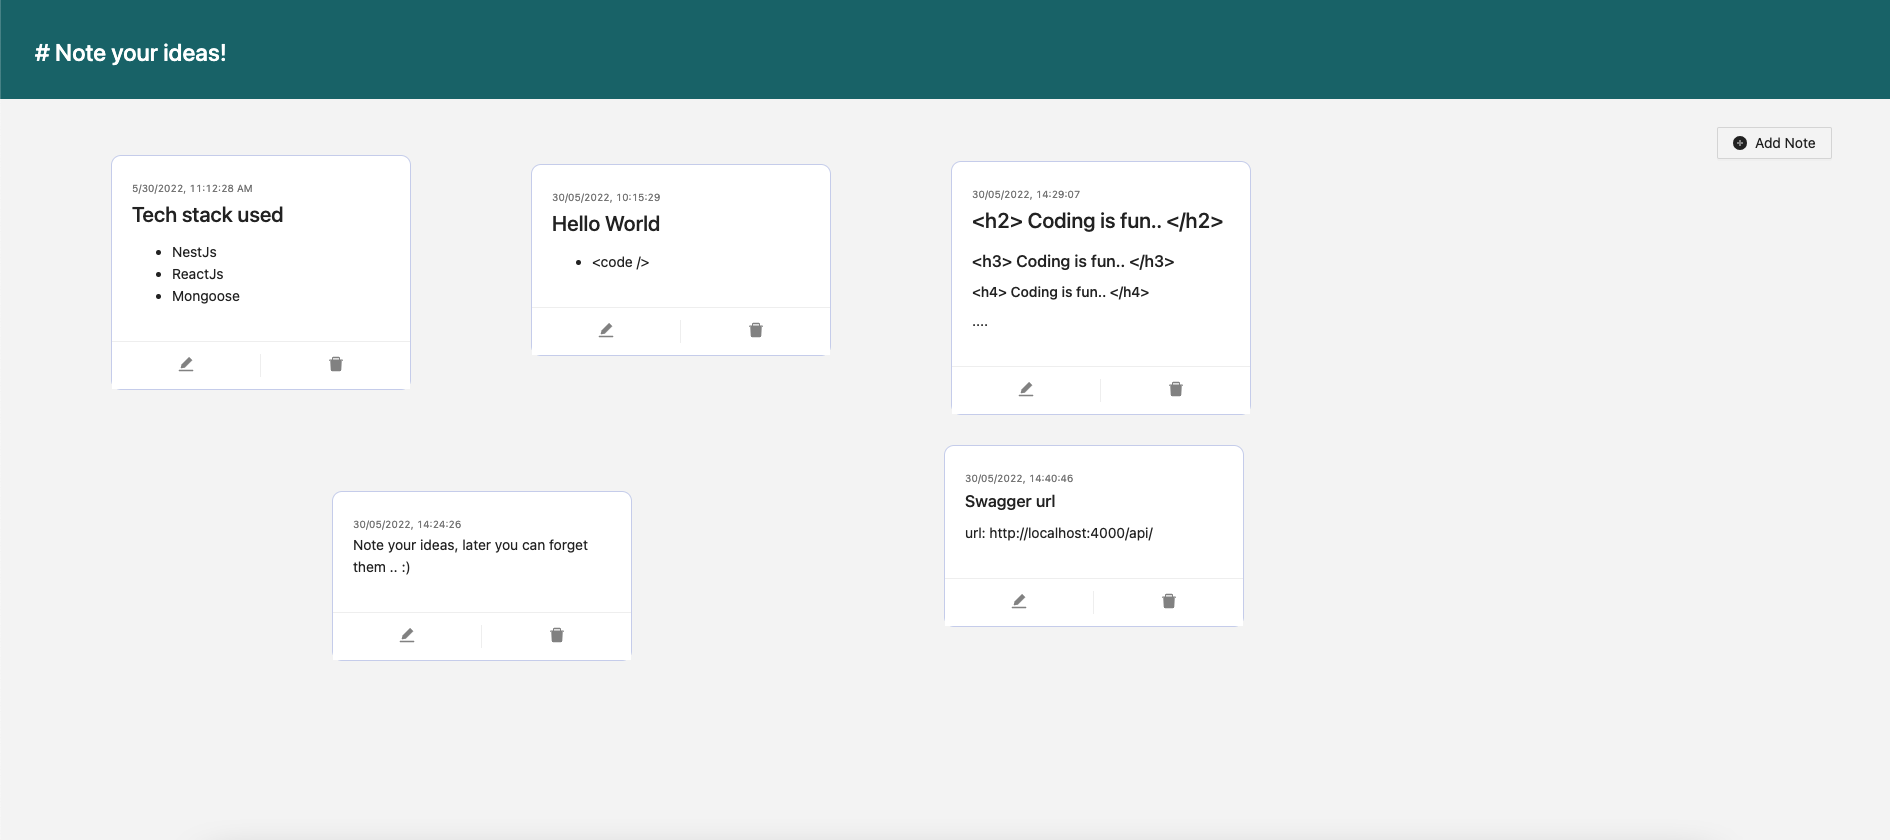 # Note your ideas!
Add Note
5/30/2022, 11:12:28 AM
Tech stack used
NestJs
ReactJs
Mongoose
30/05/2022, 10:15:29
Hello World
<code />
30/05/2022, 14:29:07
<h2> Coding is fun.. </h2>
<h3> Coding is fun.. </h3>
<h4> Coding is fun.. </h4>
....
30/05/2022, 14:24:26
Note your ideas, later you can forget
them .. :)
30/05/2022, 14:40:46
Swagger url
url: http://localhost:4000/api/